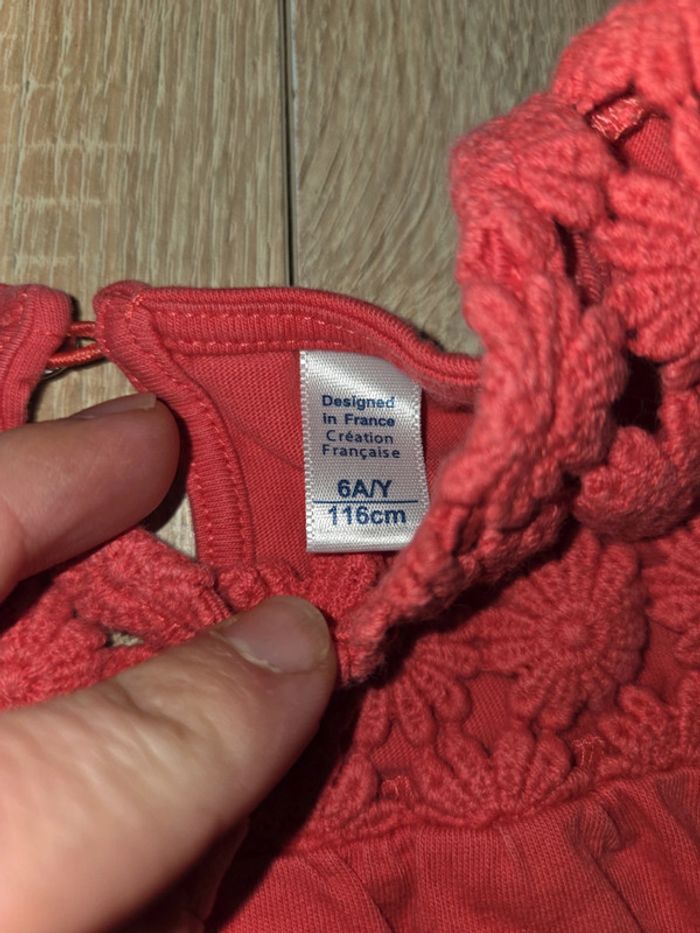 Designed
in France
Création
Française
6A/Y
116cm